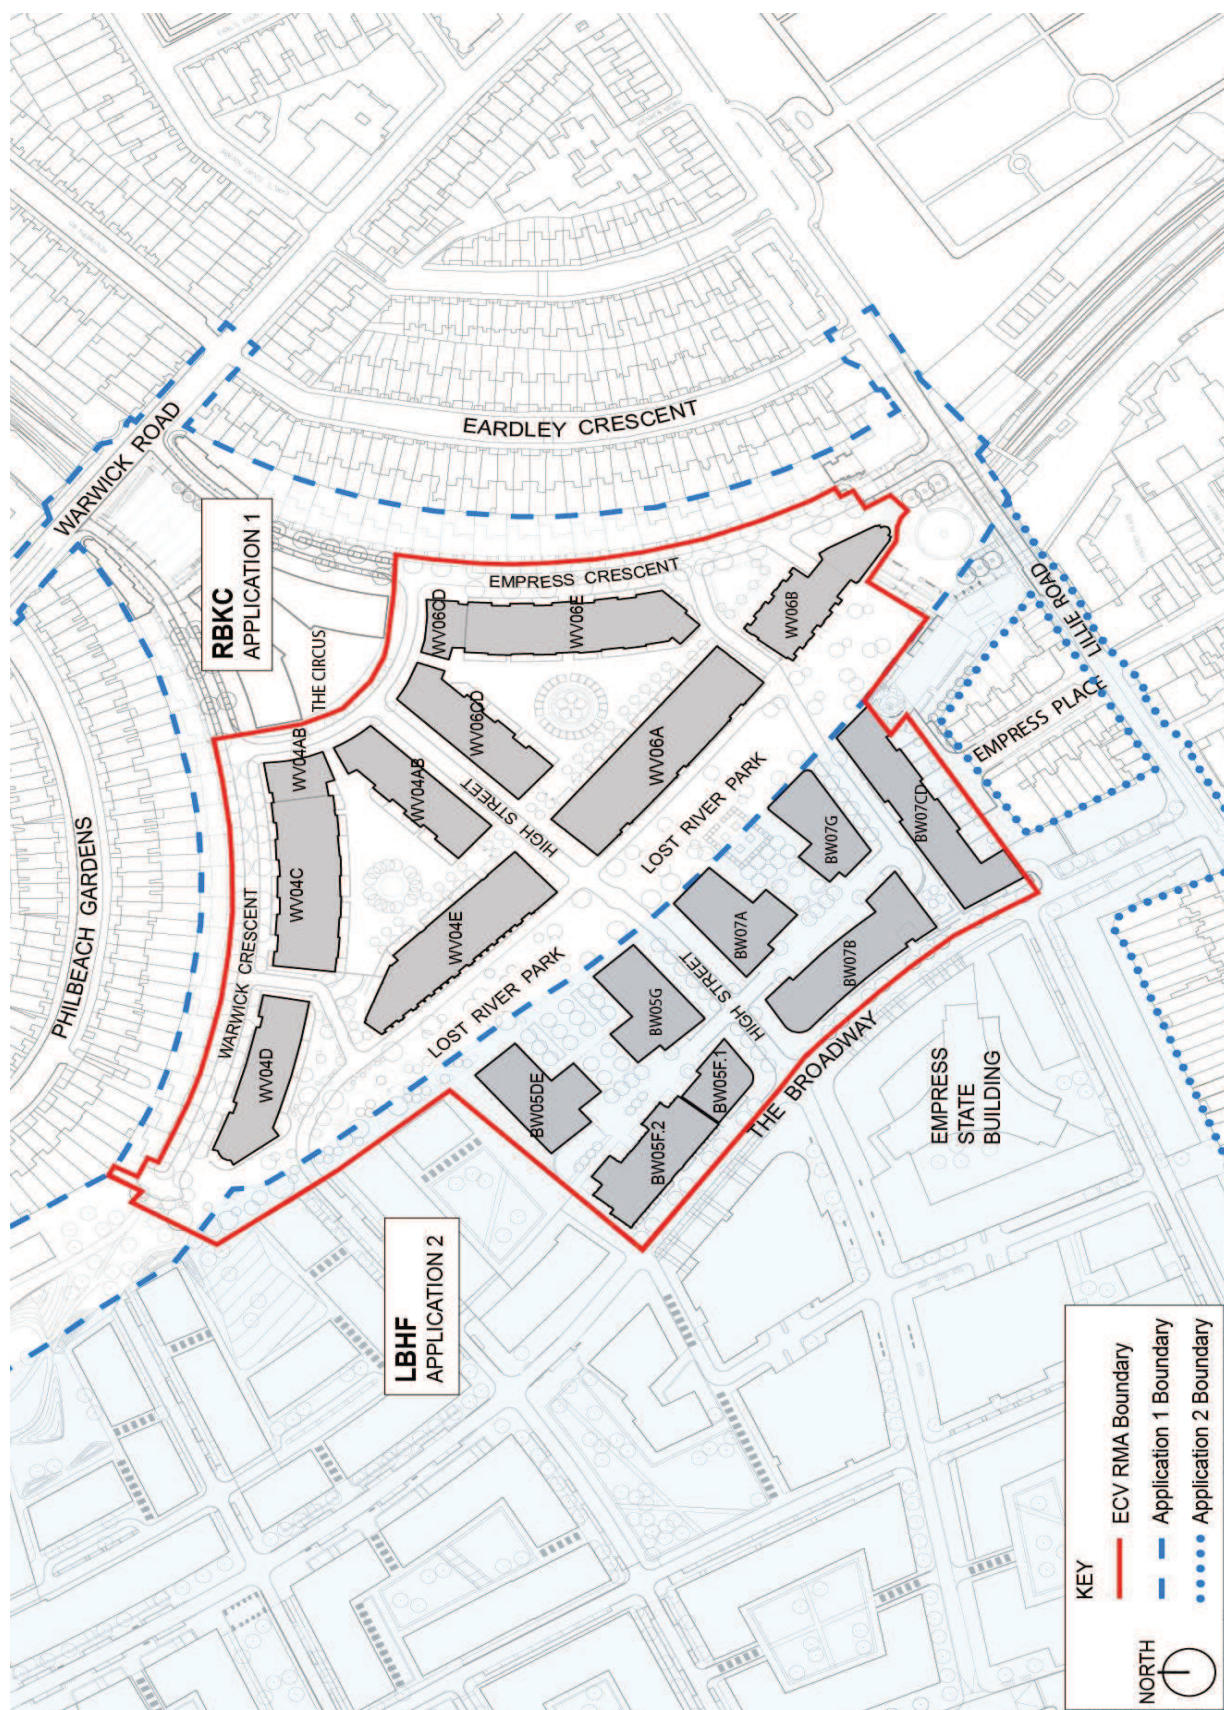 WARWICK ROAD
RBKC
APPLICATION 1
THE CIRCUS
PHILBEACH GARDENS
WARWICK CRESCENT
EARDLEY CRESCENT
EMPRESS CRESCENT
WV04AB
WV04C
WV04D
WV04AB
WV04E
WV06CD
WV06E
WV06CD
WV06A
WV06B
HIGH STREET
LOST RIVER PARK
LOST RIVER PARK
BW05DE
BW05G
BW05F.2
BW05F.1
HIGH STREET
BW07A
BW07B
BW07G
BW07CD
THE BROADWAY
EMPRESS PLACE
LILLIE ROAD
EMPRESS
STATE
BUILDING
LBHF
APPLICATION 2
KEY
ECV RMA Boundary
Application 1 Boundary
Application 2 Boundary
NORTH